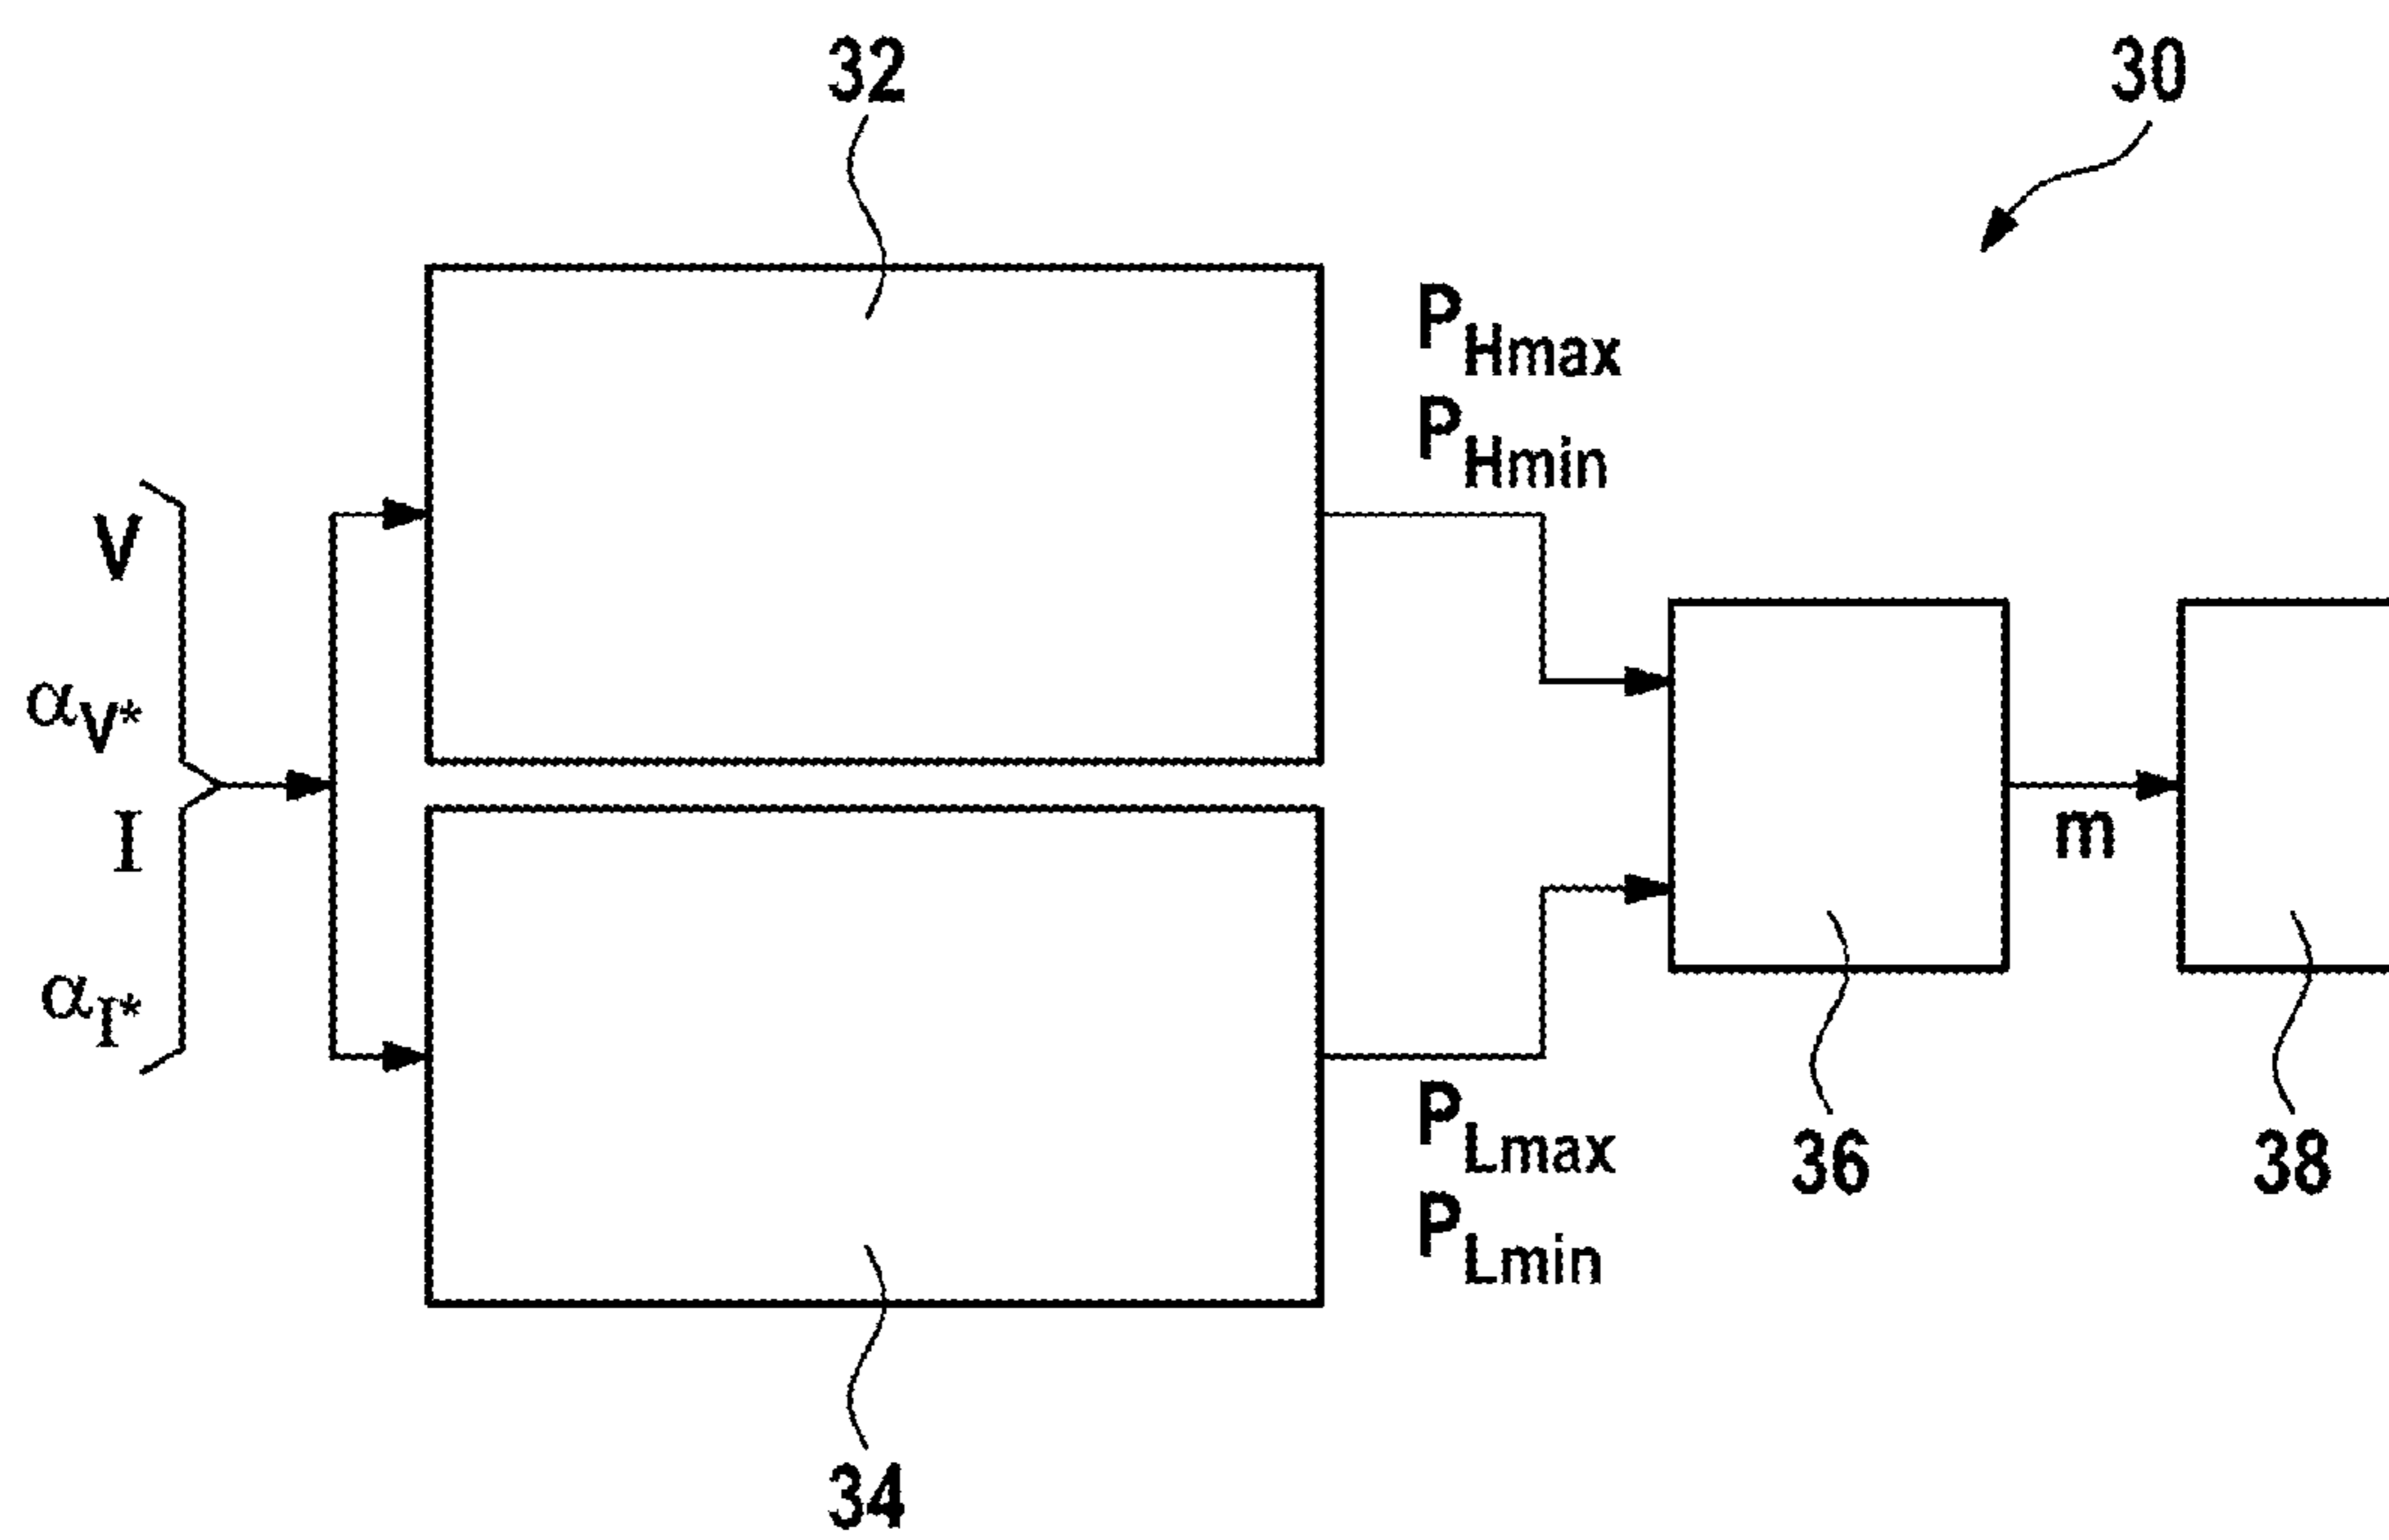 32
30
P_Hmax
P_Hmin
V
α_V*
I
α_I*
m
P_Lmax
P_Lmin
36
38
34